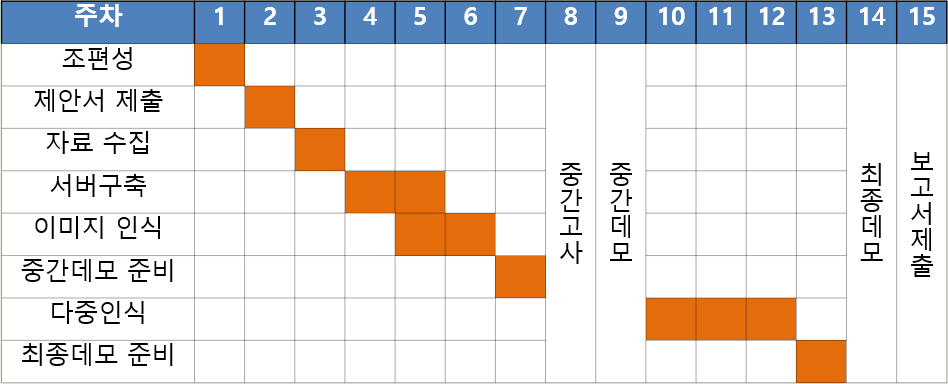 주차 1 2 3 4 5 6 7 8 9 10 11 12 13 14 15
조편성
제안서 제출
자료 수집
서버구축
이미지 인식
중간데모 준비
다중인식
최종데모 준비
중간고사
중간데모
최종데모
보고서제출